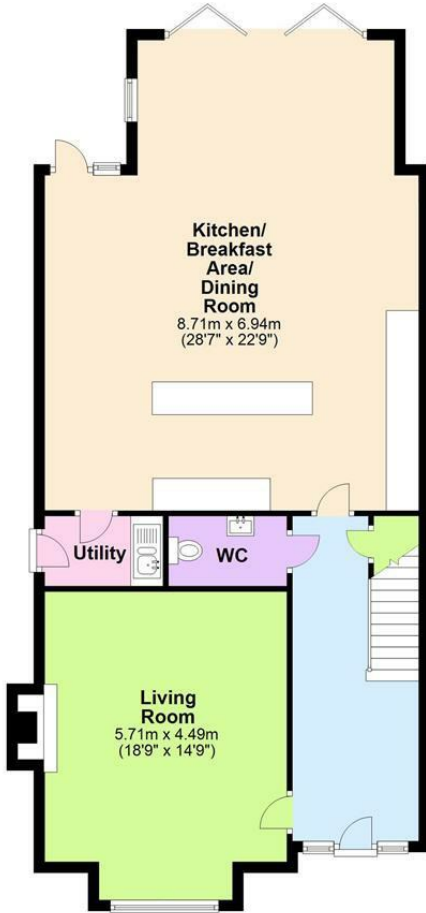 Kitchen/
Breakfast
Area/
Dining
Room
8.71m x 6.94m
(28'7" x 22'9")
Utility
WC
Living
Room
5.71m x 4.49m
(18'9" x 14'9")